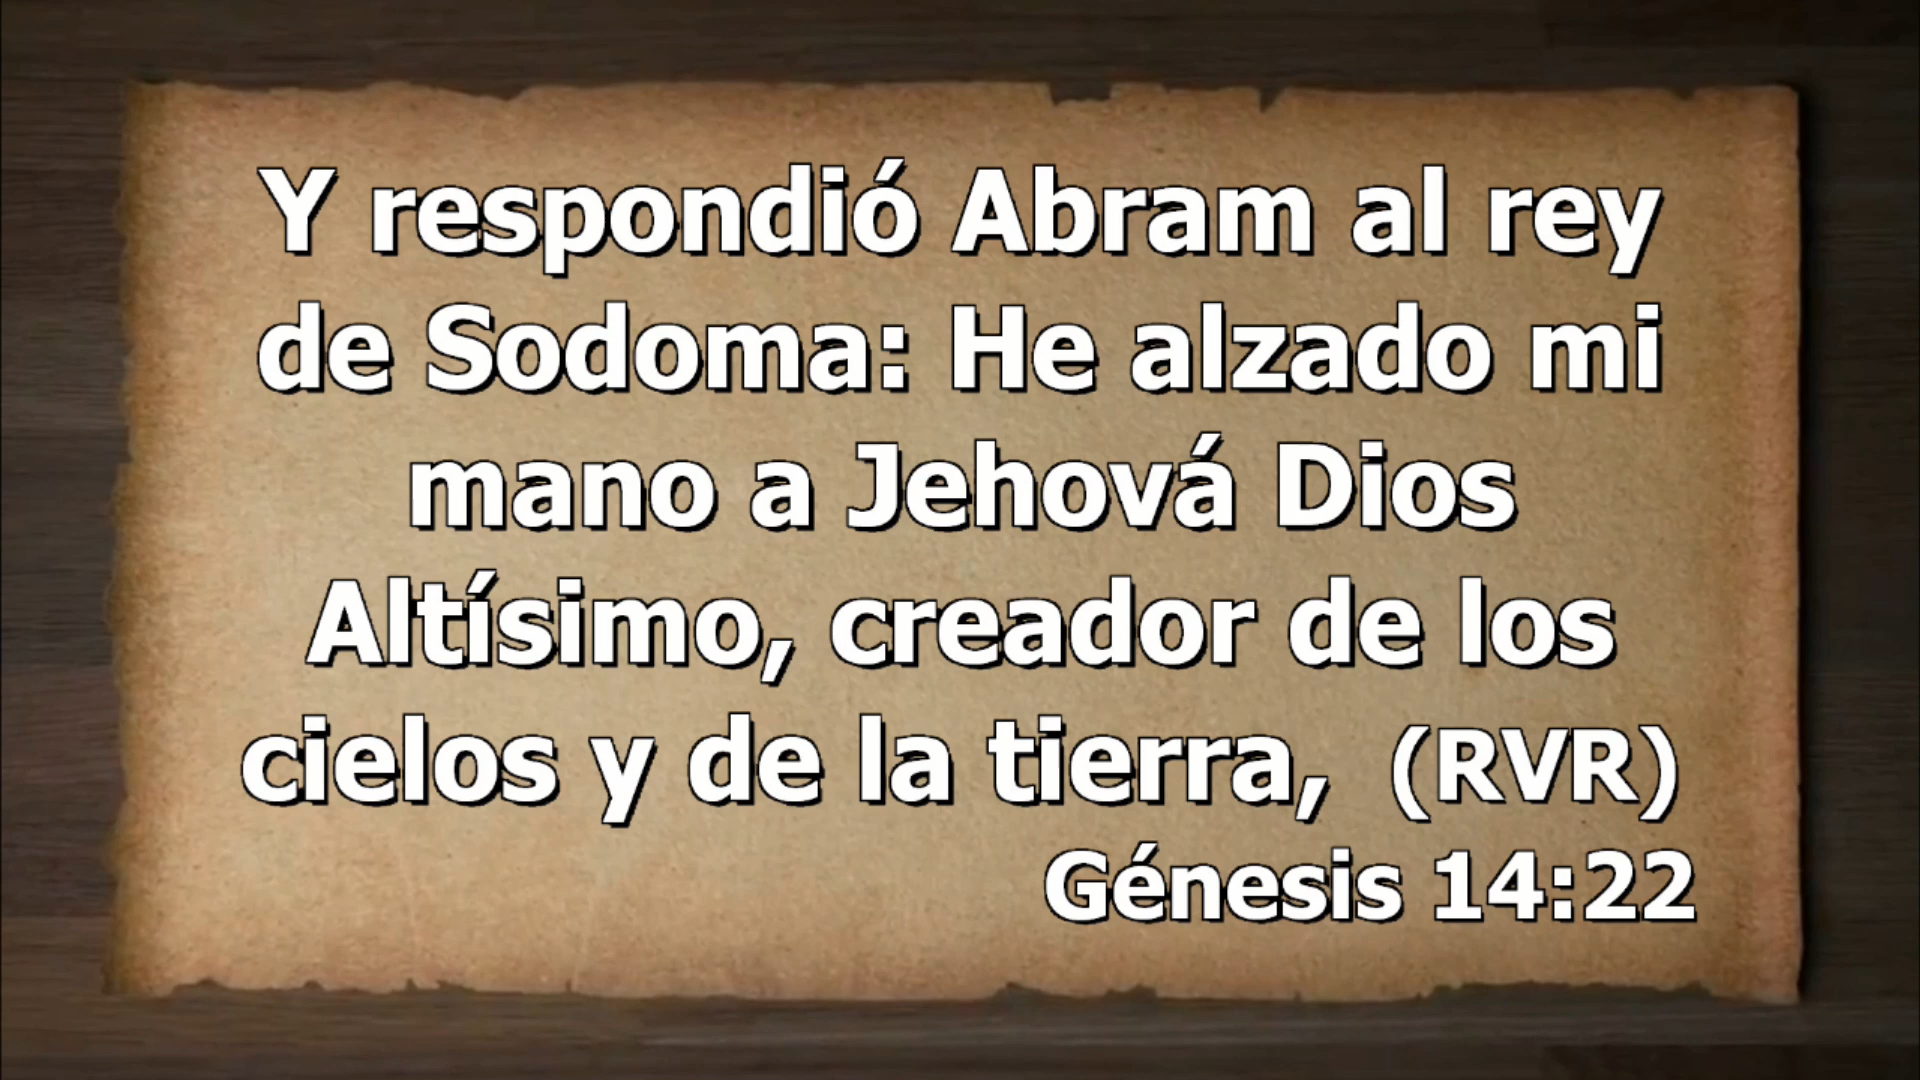 Y respondió Abram al rey
de Sodoma: He alzado mi
mano a Jehová Dios
Altísimo, creador de los
cielos y de la tierra, (RVR)
Génesis 14:22